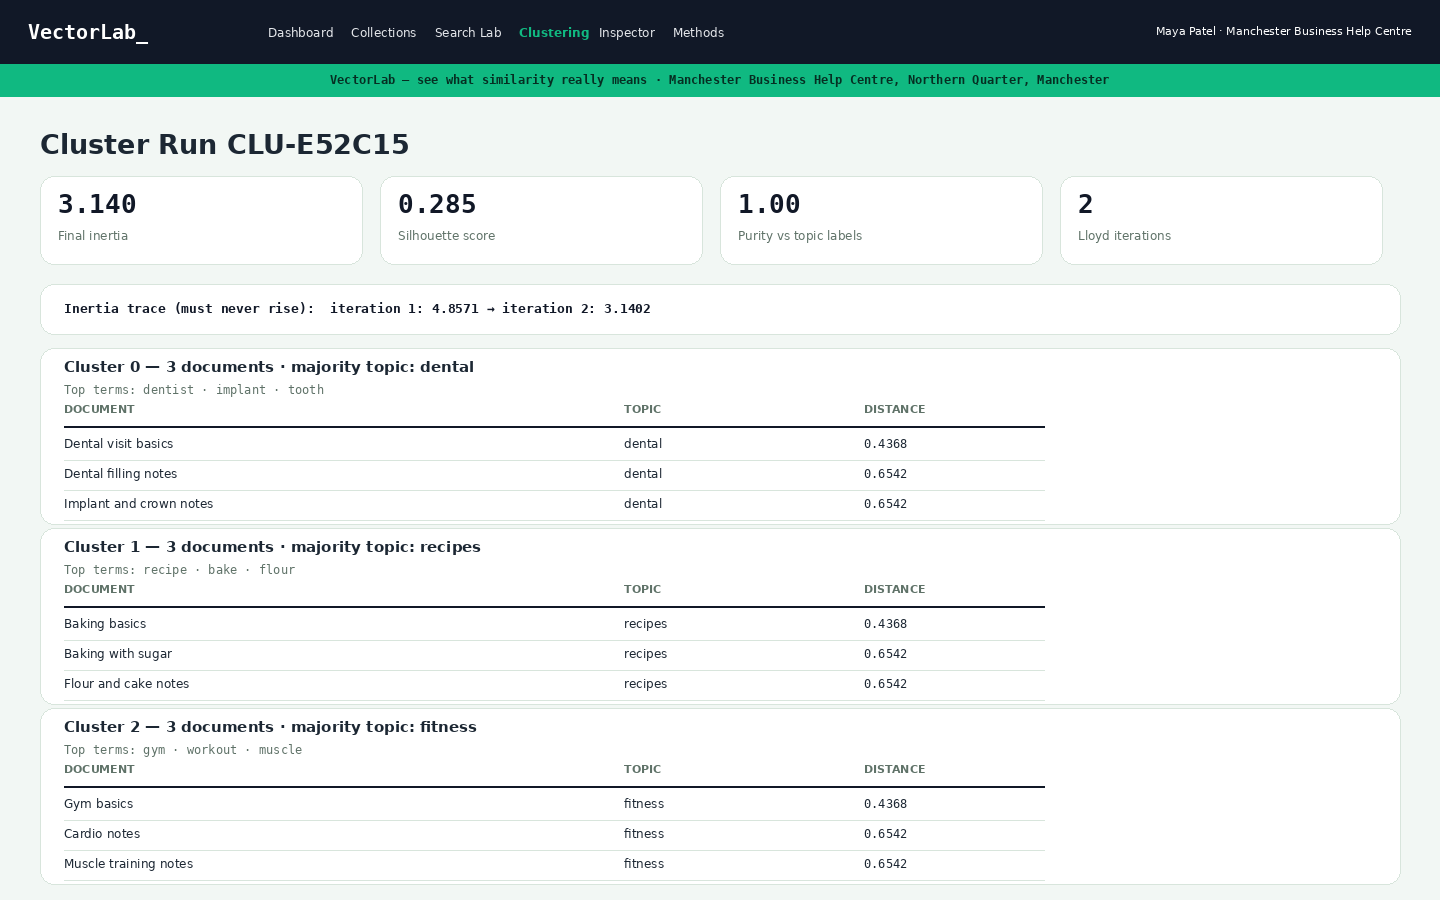 VectorLab_ Dashboard Collections Search Lab Clustering Inspector Methods Maya Patel · Manchester Business Help Centre
VectorLab — see what similarity really means · Manchester Business Help Centre, Northern Quarter, Manchester
Cluster Run CLU-E52C15
3.140 0.285 1.00 2
Final inertia Silhouette score Purity vs topic labels Lloyd iterations
Inertia trace (must never rise): iteration 1: 4.8571 → iteration 2: 3.1402
Cluster 0 — 3 documents · majority topic: dental
Top terms: dentist · implant · tooth
DOCUMENT TOPIC DISTANCE
Dental visit basics dental 0.4368
Dental filling notes dental 0.6542
Implant and crown notes dental 0.6542
Cluster 1 — 3 documents · majority topic: recipes
Top terms: recipe · bake · flour
DOCUMENT TOPIC DISTANCE
Baking basics recipes 0.4368
Baking with sugar recipes 0.6542
Flour and cake notes recipes 0.6542
Cluster 2 — 3 documents · majority topic: fitness
Top terms: gym · workout · muscle
DOCUMENT TOPIC DISTANCE
Gym basics fitness 0.4368
Cardio notes fitness 0.6542
Muscle training notes fitness 0.6542